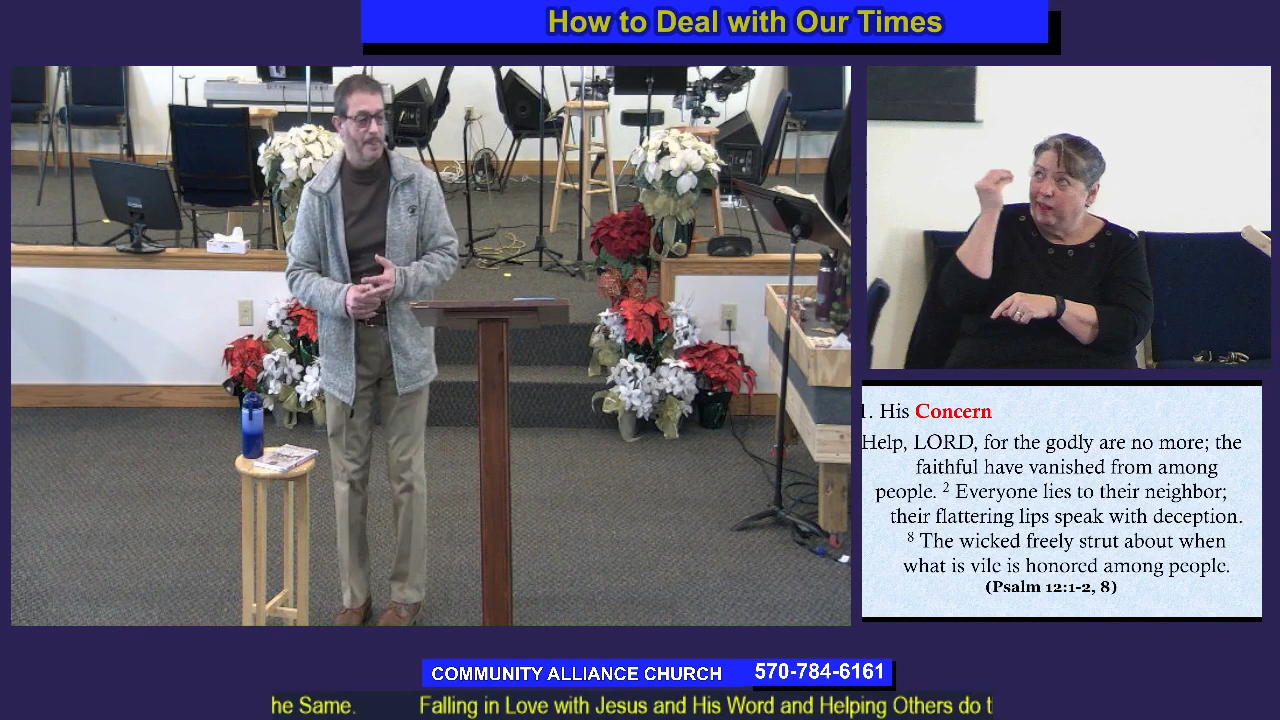 How to Deal with Our Times
1. His Concern
Help, LORD, for the godly are no more; the
faithful have vanished from among
people. ² Everyone lies to their neighbor;
their flattering lips speak with deception.
⁸ The wicked freely strut about when
what is vile is honored among people.
(Psalm 12:1-2, 8)
COMMUNITY ALLIANCE CHURCH 570-784-6161
he Same. Falling in Love with Jesus and His Word and Helping Others do t